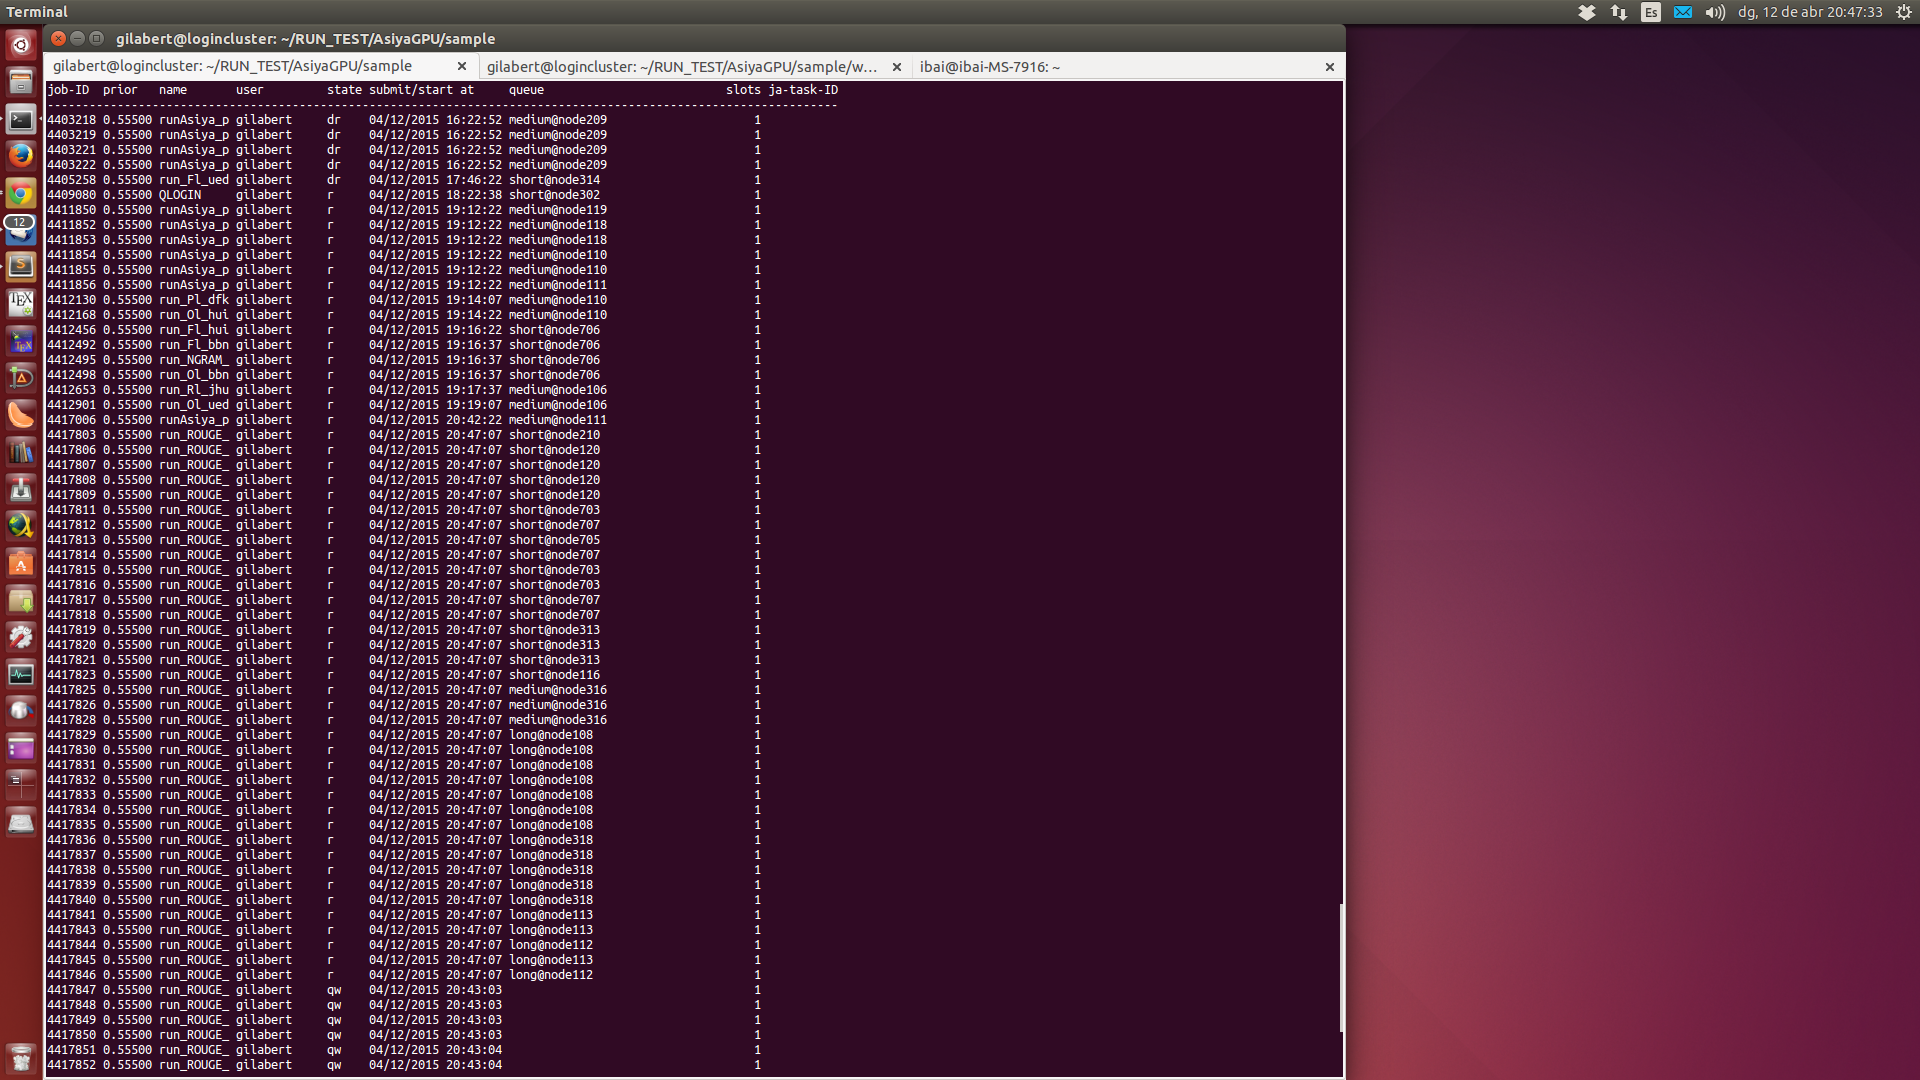 Terminal
Es
dg, 12 de abr 20:47:33
gilabert@logincluster: ~/RUN_TEST/AsiyaGPU/sample
gilabert@logincluster: ~/RUN_TEST/AsiyaGPU/sample
gilabert@logincluster: ~/RUN_TEST/AsiyaGPU/sample/w...
ibai@ibai-MS-7916: ~
12
job-ID prior name user state submit/start at queue slots ja-task-ID
-----------------------------------------------------------------------------------------------------------------
4403218 0.55500 runAsiya_p gilabert dr 04/12/2015 16:22:52 medium@node209 1
4403219 0.55500 runAsiya_p gilabert dr 04/12/2015 16:22:52 medium@node209 1
4403221 0.55500 runAsiya_p gilabert dr 04/12/2015 16:22:52 medium@node209 1
4403222 0.55500 runAsiya_p gilabert dr 04/12/2015 16:22:52 medium@node209 1
4405258 0.55500 run_Fl_ued gilabert dr 04/12/2015 17:46:22 short@node314 1
4409080 0.55500 QLOGIN gilabert r 04/12/2015 18:22:38 short@node302 1
4411850 0.55500 runAsiya_p gilabert r 04/12/2015 19:12:22 medium@node119 1
4411852 0.55500 runAsiya_p gilabert r 04/12/2015 19:12:22 medium@node118 1
4411853 0.55500 runAsiya_p gilabert r 04/12/2015 19:12:22 medium@node118 1
4411854 0.55500 runAsiya_p gilabert r 04/12/2015 19:12:22 medium@node110 1
4411855 0.55500 runAsiya_p gilabert r 04/12/2015 19:12:22 medium@node110 1
4411856 0.55500 runAsiya_p gilabert r 04/12/2015 19:12:22 medium@node111 1
4412130 0.55500 run_Pl_dfk gilabert r 04/12/2015 19:14:07 medium@node110 1
4412168 0.55500 run_Ol_hui gilabert r 04/12/2015 19:14:22 medium@node110 1
4412456 0.55500 run_Fl_hui gilabert r 04/12/2015 19:16:22 short@node706 1
4412492 0.55500 run_Fl_bbn gilabert r 04/12/2015 19:16:37 short@node706 1
4412495 0.55500 run_NGRAM_ gilabert r 04/12/2015 19:16:37 short@node706 1
4412498 0.55500 run_Ol_bbn gilabert r 04/12/2015 19:16:37 short@node706 1
4412653 0.55500 run_Rl_jhu gilabert r 04/12/2015 19:17:37 medium@node106 1
4412901 0.55500 run_Ol_ued gilabert r 04/12/2015 19:19:07 medium@node106 1
4417006 0.55500 runAsiya_p gilabert r 04/12/2015 20:42:22 medium@node111 1
4417803 0.55500 run_ROUGE_ gilabert r 04/12/2015 20:47:07 short@node210 1
4417806 0.55500 run_ROUGE_ gilabert r 04/12/2015 20:47:07 short@node120 1
4417807 0.55500 run_ROUGE_ gilabert r 04/12/2015 20:47:07 short@node120 1
4417808 0.55500 run_ROUGE_ gilabert r 04/12/2015 20:47:07 short@node120 1
4417809 0.55500 run_ROUGE_ gilabert r 04/12/2015 20:47:07 short@node120 1
4417811 0.55500 run_ROUGE_ gilabert r 04/12/2015 20:47:07 short@node703 1
4417812 0.55500 run_ROUGE_ gilabert r 04/12/2015 20:47:07 short@node707 1
4417813 0.55500 run_ROUGE_ gilabert r 04/12/2015 20:47:07 short@node705 1
4417814 0.55500 run_ROUGE_ gilabert r 04/12/2015 20:47:07 short@node707 1
4417815 0.55500 run_ROUGE_ gilabert r 04/12/2015 20:47:07 short@node703 1
4417816 0.55500 run_ROUGE_ gilabert r 04/12/2015 20:47:07 short@node703 1
4417817 0.55500 run_ROUGE_ gilabert r 04/12/2015 20:47:07 short@node707 1
4417818 0.55500 run_ROUGE_ gilabert r 04/12/2015 20:47:07 short@node707 1
4417819 0.55500 run_ROUGE_ gilabert r 04/12/2015 20:47:07 short@node313 1
4417820 0.55500 run_ROUGE_ gilabert r 04/12/2015 20:47:07 short@node313 1
4417821 0.55500 run_ROUGE_ gilabert r 04/12/2015 20:47:07 short@node313 1
4417823 0.55500 run_ROUGE_ gilabert r 04/12/2015 20:47:07 short@node116 1
4417825 0.55500 run_ROUGE_ gilabert r 04/12/2015 20:47:07 medium@node316 1
4417826 0.55500 run_ROUGE_ gilabert r 04/12/2015 20:47:07 medium@node316 1
4417828 0.55500 run_ROUGE_ gilabert r 04/12/2015 20:47:07 medium@node316 1
4417829 0.55500 run_ROUGE_ gilabert r 04/12/2015 20:47:07 long@node108 1
4417830 0.55500 run_ROUGE_ gilabert r 04/12/2015 20:47:07 long@node108 1
4417831 0.55500 run_ROUGE_ gilabert r 04/12/2015 20:47:07 long@node108 1
4417832 0.55500 run_ROUGE_ gilabert r 04/12/2015 20:47:07 long@node108 1
4417833 0.55500 run_ROUGE_ gilabert r 04/12/2015 20:47:07 long@node108 1
4417834 0.55500 run_ROUGE_ gilabert r 04/12/2015 20:47:07 long@node108 1
4417835 0.55500 run_ROUGE_ gilabert r 04/12/2015 20:47:07 long@node108 1
4417836 0.55500 run_ROUGE_ gilabert r 04/12/2015 20:47:07 long@node318 1
4417837 0.55500 run_ROUGE_ gilabert r 04/12/2015 20:47:07 long@node318 1
4417838 0.55500 run_ROUGE_ gilabert r 04/12/2015 20:47:07 long@node318 1
4417839 0.55500 run_ROUGE_ gilabert r 04/12/2015 20:47:07 long@node318 1
4417840 0.55500 run_ROUGE_ gilabert r 04/12/2015 20:47:07 long@node318 1
4417841 0.55500 run_ROUGE_ gilabert r 04/12/2015 20:47:07 long@node113 1
4417843 0.55500 run_ROUGE_ gilabert r 04/12/2015 20:47:07 long@node113 1
4417844 0.55500 run_ROUGE_ gilabert r 04/12/2015 20:47:07 long@node112 1
4417845 0.55500 run_ROUGE_ gilabert r 04/12/2015 20:47:07 long@node113 1
4417846 0.55500 run_ROUGE_ gilabert r 04/12/2015 20:47:07 long@node112 1
4417847 0.55500 run_ROUGE_ gilabert qw 04/12/2015 20:43:03 1
4417848 0.55500 run_ROUGE_ gilabert qw 04/12/2015 20:43:03 1
4417849 0.55500 run_ROUGE_ gilabert qw 04/12/2015 20:43:03 1
4417850 0.55500 run_ROUGE_ gilabert qw 04/12/2015 20:43:03 1
4417851 0.55500 run_ROUGE_ gilabert qw 04/12/2015 20:43:04 1
4417852 0.55500 run_ROUGE_ gilabert qw 04/12/2015 20:43:04 1